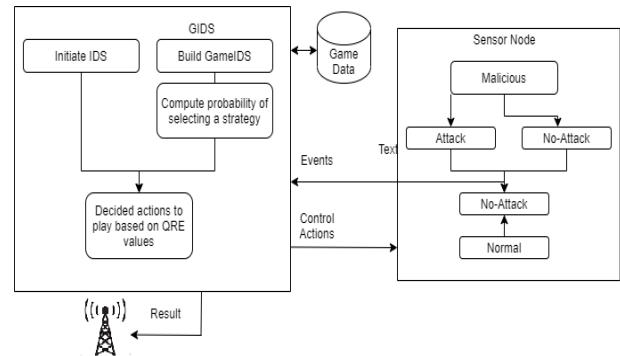 GIDS
Initiate IDS
Build GameIDS
Compute probability of
selecting a strategy
Decided actions to
play based on QRE
values
Game
Data
Sensor Node
Malicious
Attack
No-Attack
No-Attack
Normal
Text
Events
Control
Actions
Result